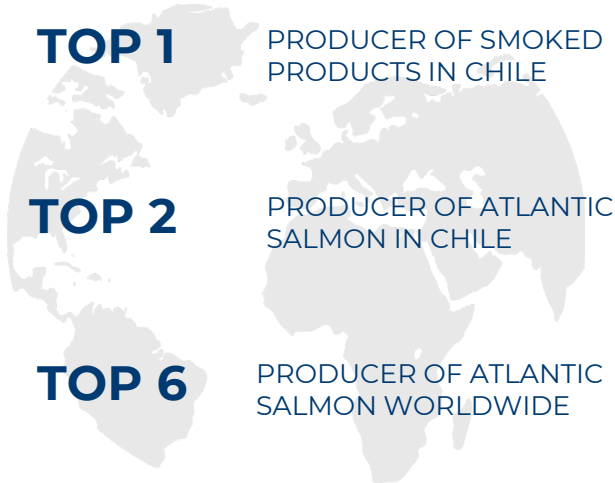 TOP 1
PRODUCER OF SMOKED
PRODUCTS IN CHILE
TOP 2
PRODUCER OF ATLANTIC
SALMON IN CHILE
TOP 6
PRODUCER OF ATLANTIC
SALMON WORLDWIDE